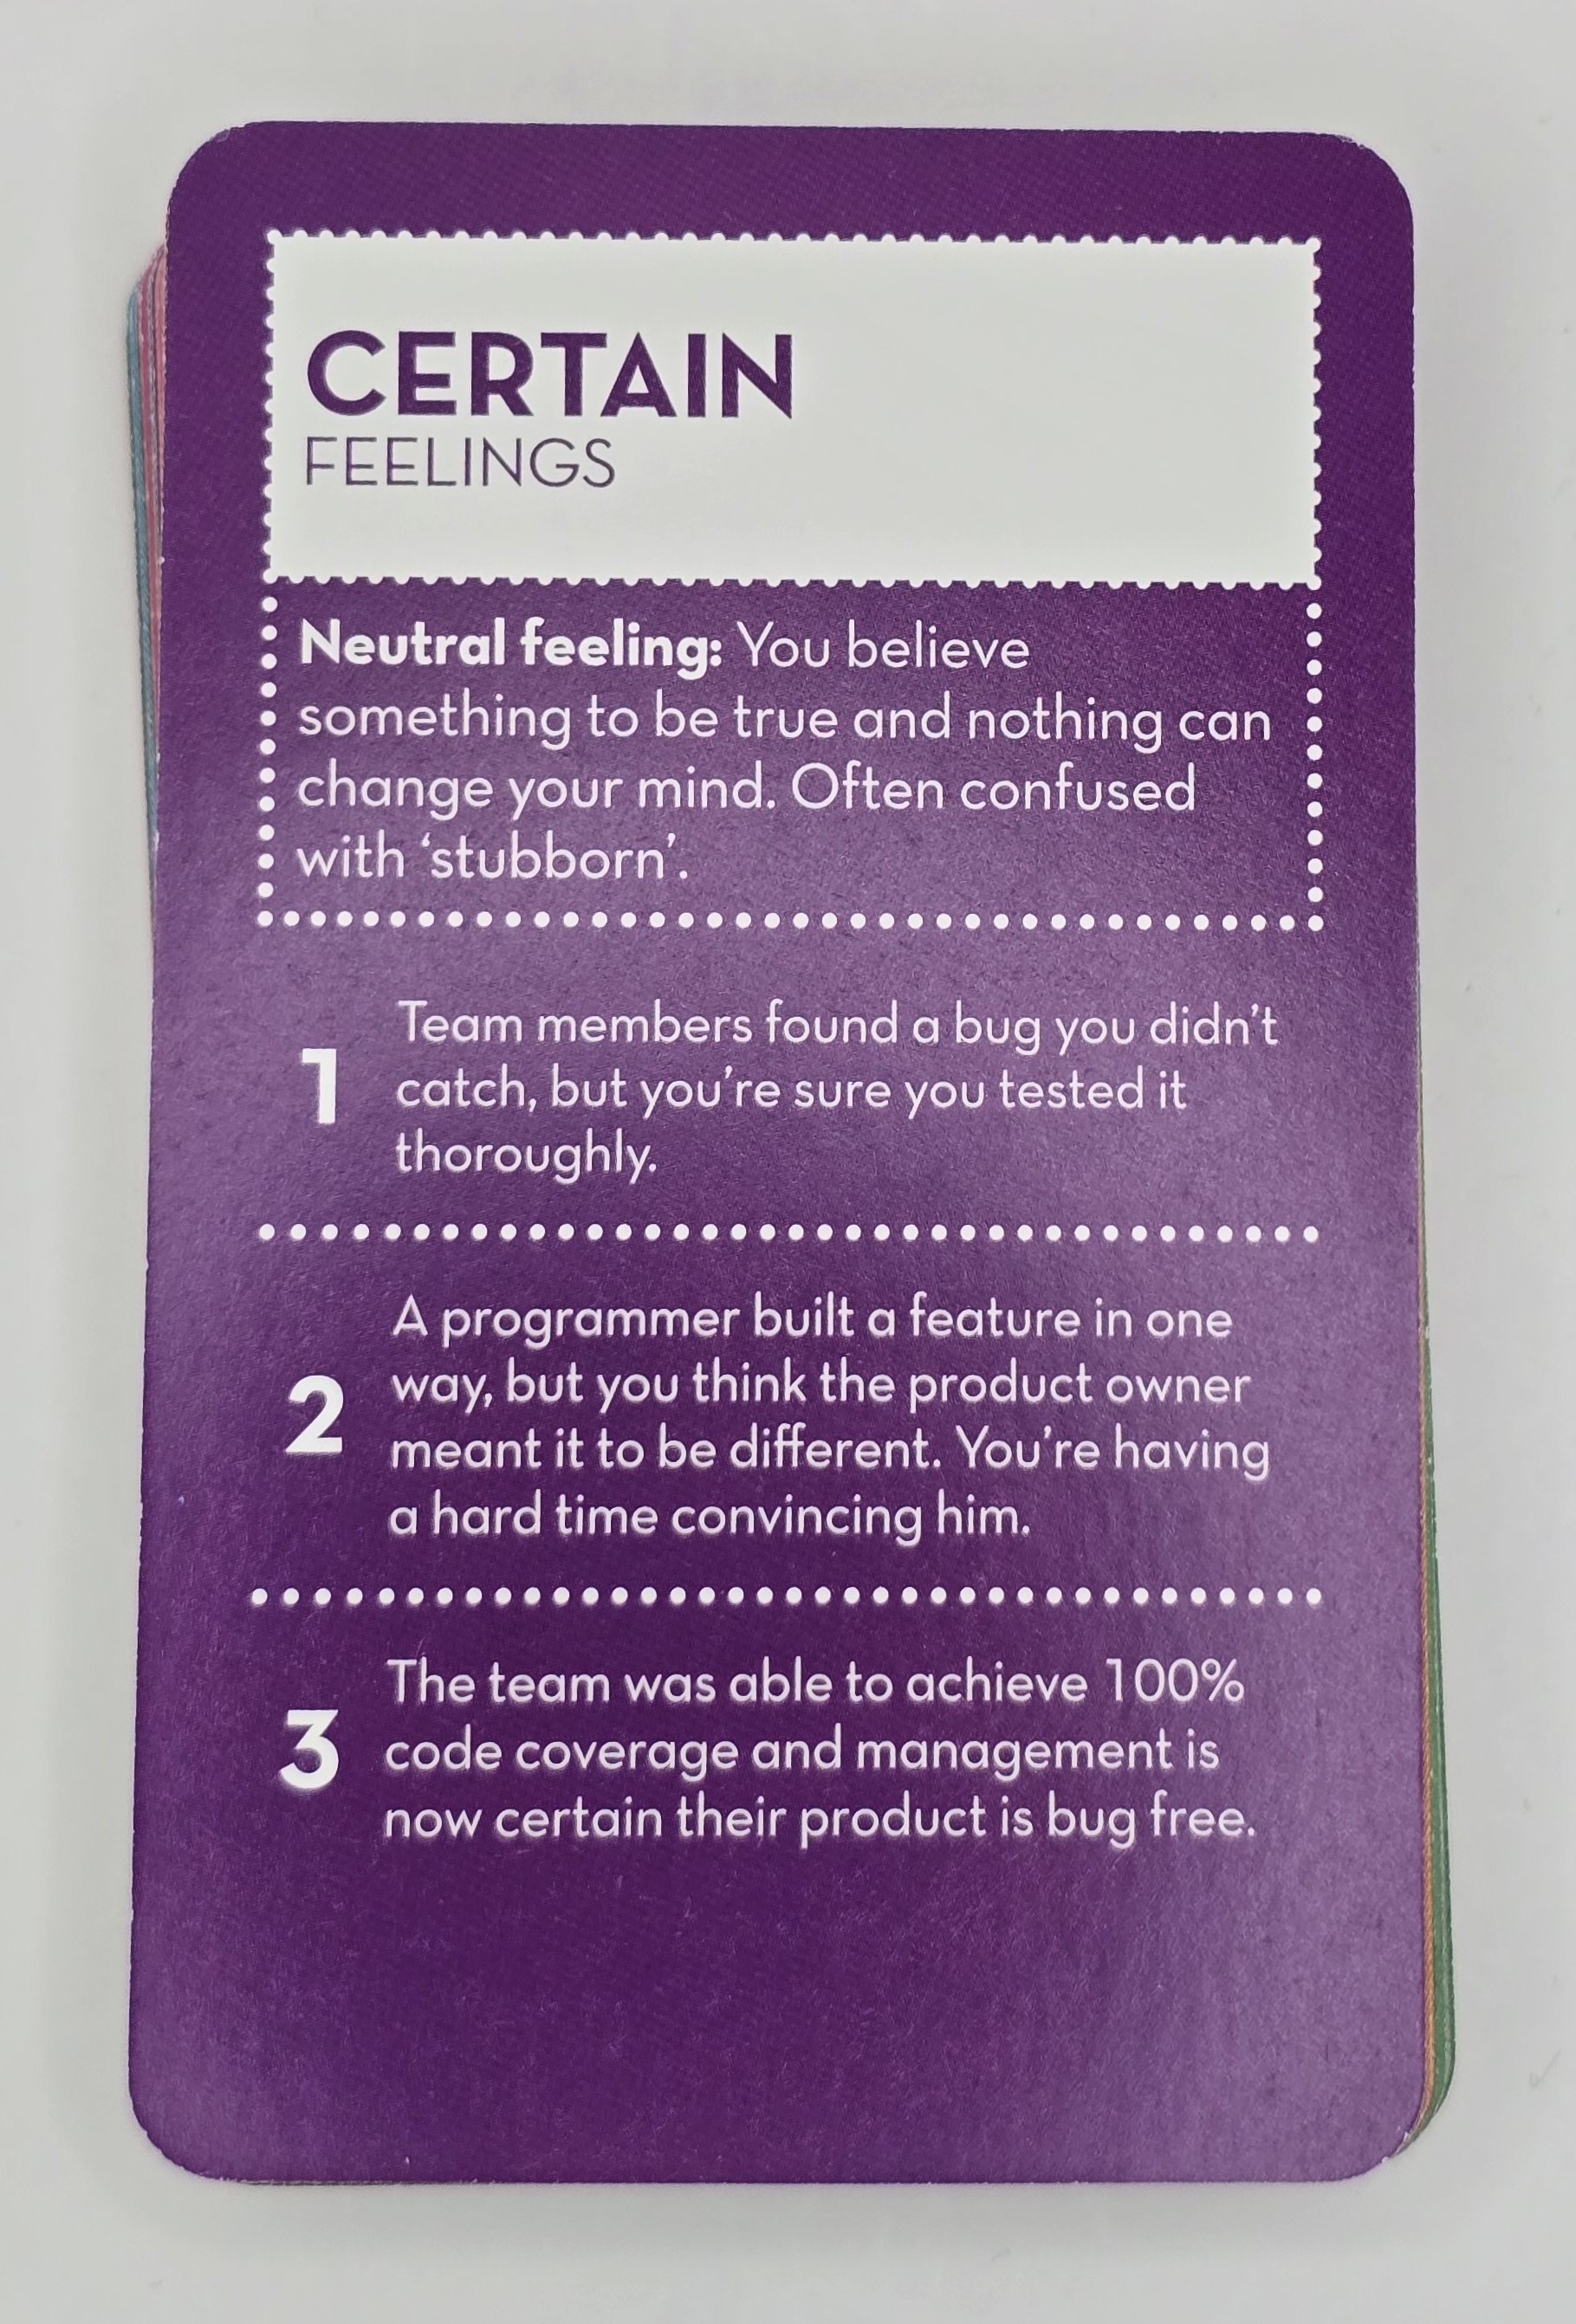 CERTAIN
FEELINGS
Neutral feeling: You believe
something to be true and nothing can
change your mind. Often confused
with ‘stubborn’.
1
Team members found a bug you didn’t
catch, but you’re sure you tested it
thoroughly.
2
A programmer built a feature in one
way, but you think the product owner
meant it to be different. You’re having
a hard time convincing him.
3
The team was able to achieve 100%
code coverage and management is
now certain their product is bug free.